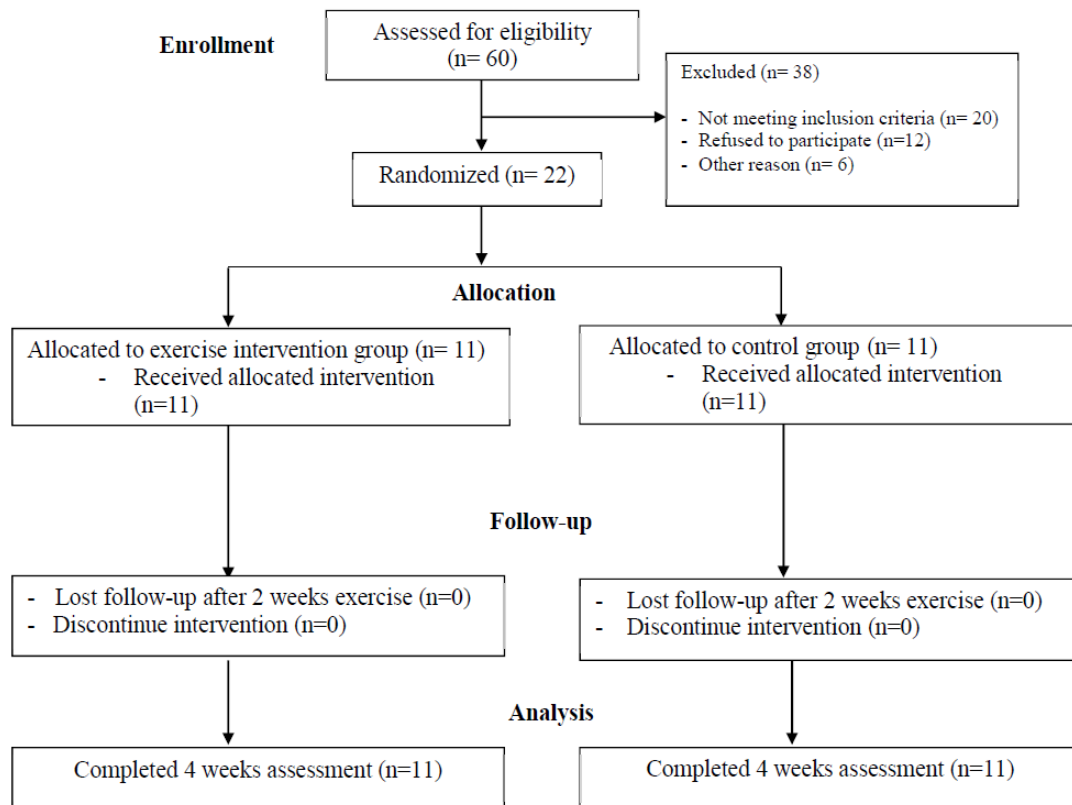 Enrollment
Assessed for eligibility
(n= 60)
Excluded (n= 38)
- Not meeting inclusion criteria (n= 20)
- Refused to participate (n=12)
- Other reason (n= 6)
Randomized (n= 22)
Allocation
Allocated to exercise intervention group (n= 11)
- Received allocated intervention
(n=11)
Allocated to control group (n= 11)
- Received allocated intervention
(n=11)
Follow-up
- Lost follow-up after 2 weeks exercise (n=0)
- Discontinue intervention (n=0)
- Lost follow-up after 2 weeks exercise (n=0)
- Discontinue intervention (n=0)
Analysis
Completed 4 weeks assessment (n=11)
Completed 4 weeks assessment (n=11)